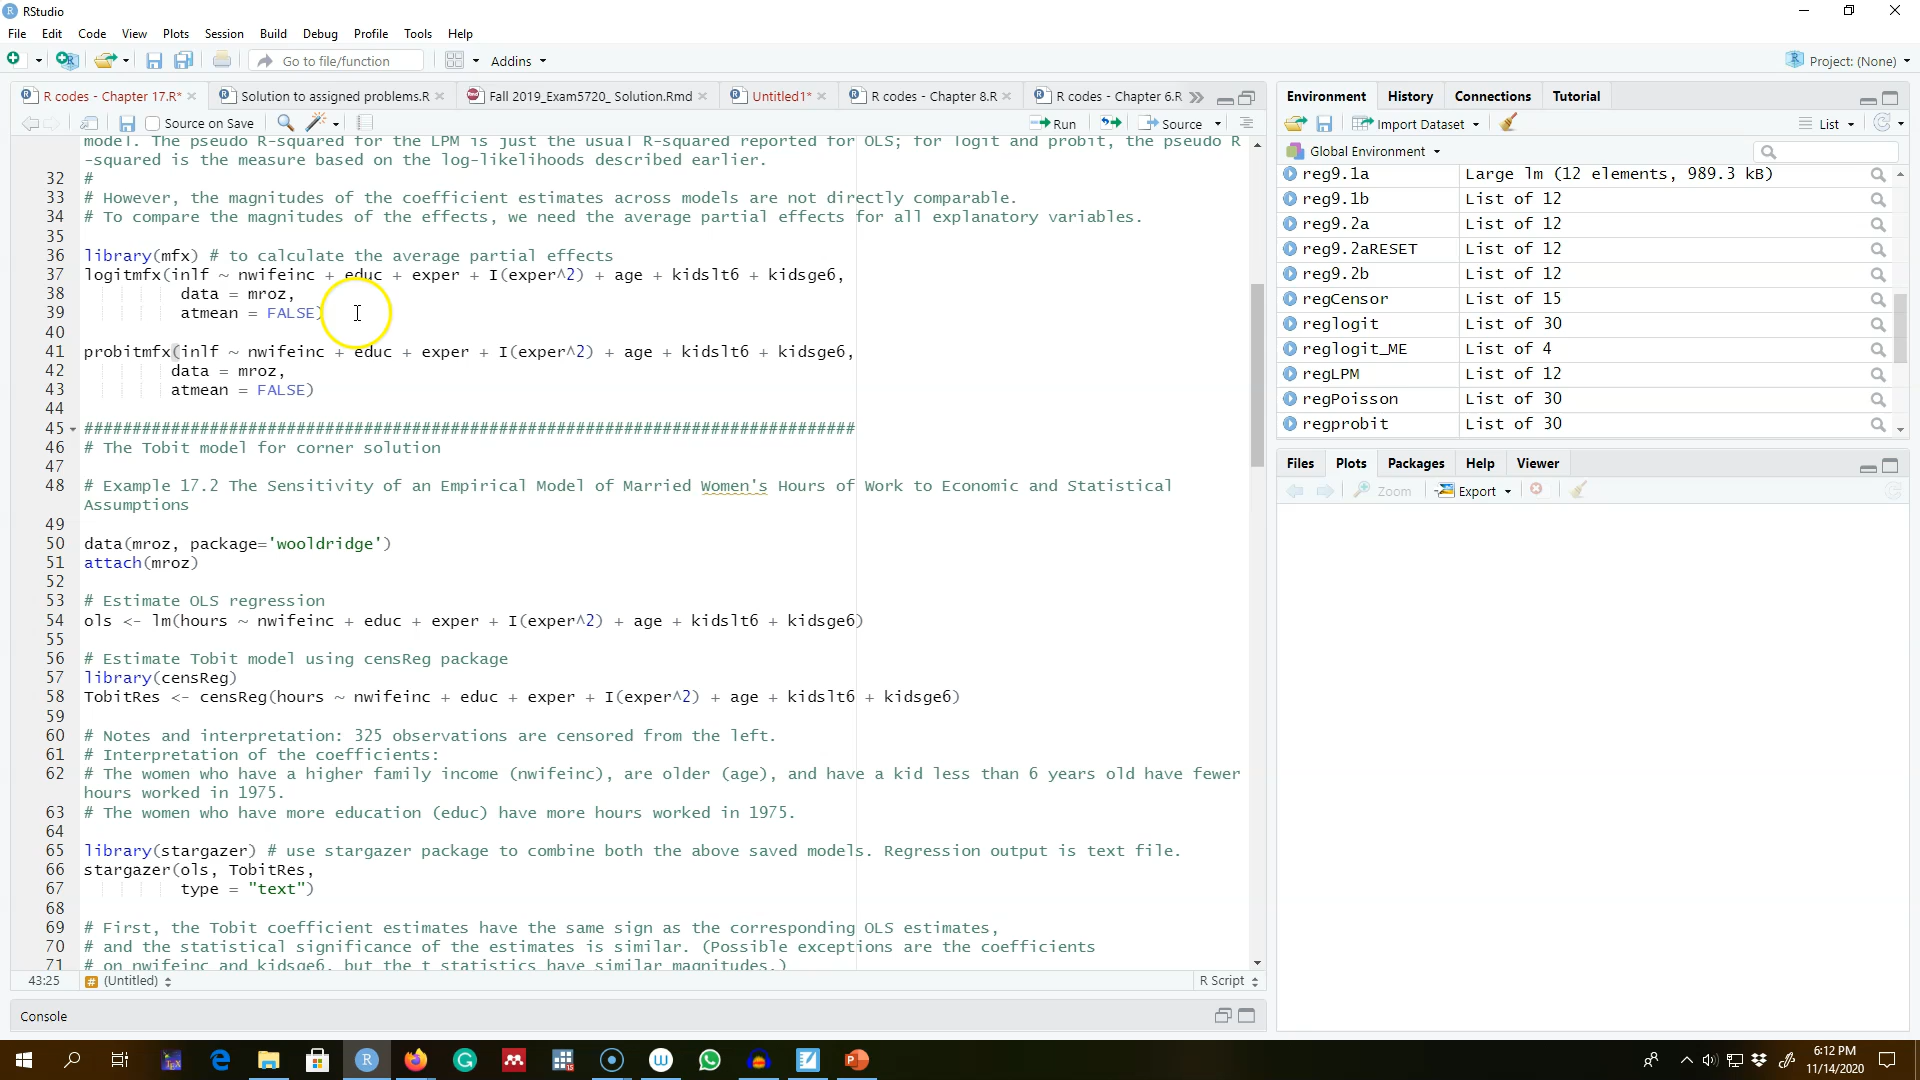 RStudio
File Edit Code View Plots Session Build Debug Profile Tools Help
Go to file/function Addins Project: (None)
R codes - Chapter 17.R* Solution to assigned problems.R Fall 2019_Exam5720_ Solution.Rmd Untitled1* R codes - Chapter 8.R R codes - Chapter 6.R
Source on Save Run Source
model. The pseudo R-squared for the LPM is just the usual R-squared reported for OLS; for logit and probit, the pseudo R
-squared is the measure based on the log-likelihoods described earlier.
32 #
33 # However, the magnitudes of the coefficient estimates across models are not directly comparable.
34 # To compare the magnitudes of the effects, we need the average partial effects for all explanatory variables.
35
36 library(mfx) # to calculate the average partial effects
37 logitmfx(inlf ~ nwifeinc + educ + exper + I(exper^2) + age + kidslt6 + kidsge6,
38 data = mroz,
39 atmean = FALSE)
40
41 probitmfx(inlf ~ nwifeinc + educ + exper + I(exper^2) + age + kidslt6 + kidsge6,
42 data = mroz,
43 atmean = FALSE)
44
45 ################################################################################
46 # The Tobit model for corner solution
47
48 # Example 17.2 The Sensitivity of an Empirical Model of Married Women's Hours of Work to Economic and Statistical
Assumptions
49
50 data(mroz, package='wooldridge')
51 attach(mroz)
52
53 # Estimate OLS regression
54 ols <- lm(hours ~ nwifeinc + educ + exper + I(exper^2) + age + kidslt6 + kidsge6)
55
56 # Estimate Tobit model using censReg package
57 library(censReg)
58 TobitRes <- censReg(hours ~ nwifeinc + educ + exper + I(exper^2) + age + kidslt6 + kidsge6)
59
60 # Notes and interpretation: 325 observations are censored from the left.
61 # Interpretation of the coefficients:
62 # The women who have a higher family income (nwifeinc), are older (age), and have a kid less than 6 years old have fewer
hours worked in 1975.
63 # The women who have more education (educ) have more hours worked in 1975.
64
65 library(stargazer) # use stargazer package to combine both the above saved models. Regression output is text file.
66 stargazer(ols, TobitRes,
67 type = "text")
68
69 # First, the Tobit coefficient estimates have the same sign as the corresponding OLS estimates,
70 # and the statistical significance of the estimates is similar. (Possible exceptions are the coefficients
71 # on nwifeinc and kidsge6, but the t statistics have similar magnitudes.)
43:25 (Untitled) R Script
Console
Environment History Connections Tutorial
Import Dataset List
Global Environment
reg9.1a Large lm (12 elements, 989.3 kB)
reg9.1b List of 12
reg9.2a List of 12
reg9.2aRESET List of 12
reg9.2b List of 12
regCensor List of 15
reglogit List of 30
reglogit_ME List of 4
regLPM List of 12
regPoisson List of 30
regprobit List of 30
Files Plots Packages Help Viewer
Zoom Export
6:12 PM
11/14/2020